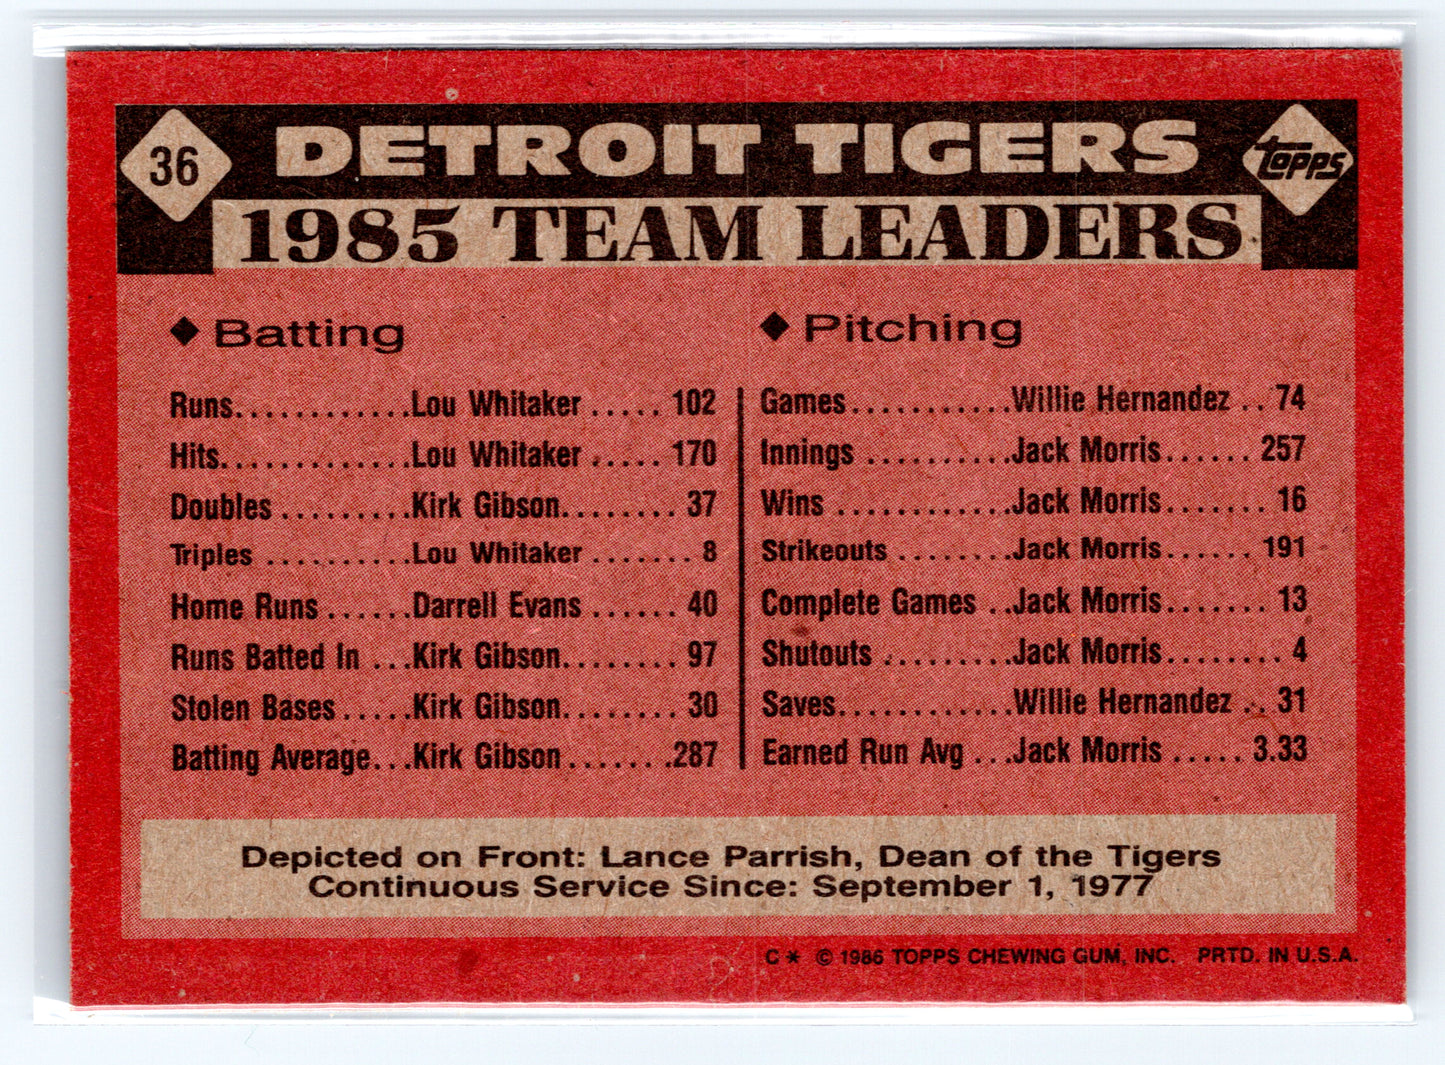 36
DETROIT TIGERS
topps
1985 TEAM LEADERS
◆ Batting
Runs............Lou Whitaker ..... 102
Hits.............Lou Whitaker ..... 170
Doubles .........Kirk Gibson........ 37
Triples ..........Lou Whitaker ....... 8
Home Runs ......Darrell Evans ...... 40
Runs Batted In ...Kirk Gibson........ 97
Stolen Bases .....Kirk Gibson........ 30
Batting Average...Kirk Gibson .......287
◆ Pitching
Games...........Willie Hernandez .. 74
Innings ..........Jack Morris...... 257
Wins ............Jack Morris....... 16
Strikeouts ........Jack Morris...... 191
Complete Games ..Jack Morris....... 13
Shutouts .........Jack Morris........ 4
Saves............Willie Hernandez .. 31
Earned Run Avg ...Jack Morris ..... 3.33
Depicted on Front: Lance Parrish, Dean of the Tigers
Continuous Service Since: September 1, 1977
C * © 1986 TOPPS CHEWING GUM, INC. PRTD. IN U.S.A.